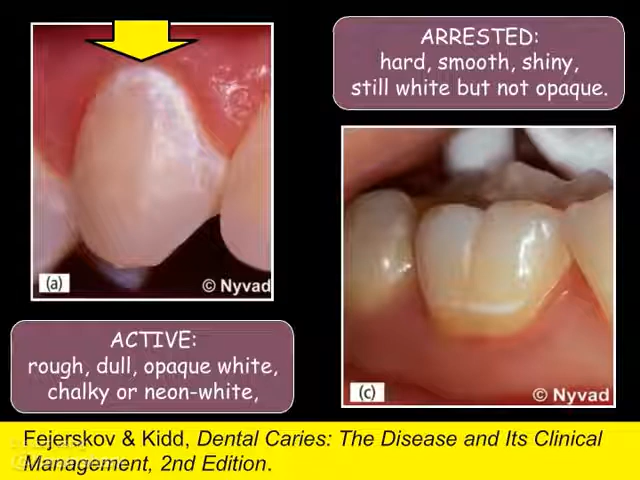 ARRESTED:
hard, smooth, shiny,
still white but not opaque.
(a)
© Nyvad
ACTIVE:
rough, dull, opaque white,
chalky or neon-white,
(c)
© Nyvad
Fejerskov & Kidd, Dental Caries: The Disease and Its Clinical
Management, 2nd Edition.